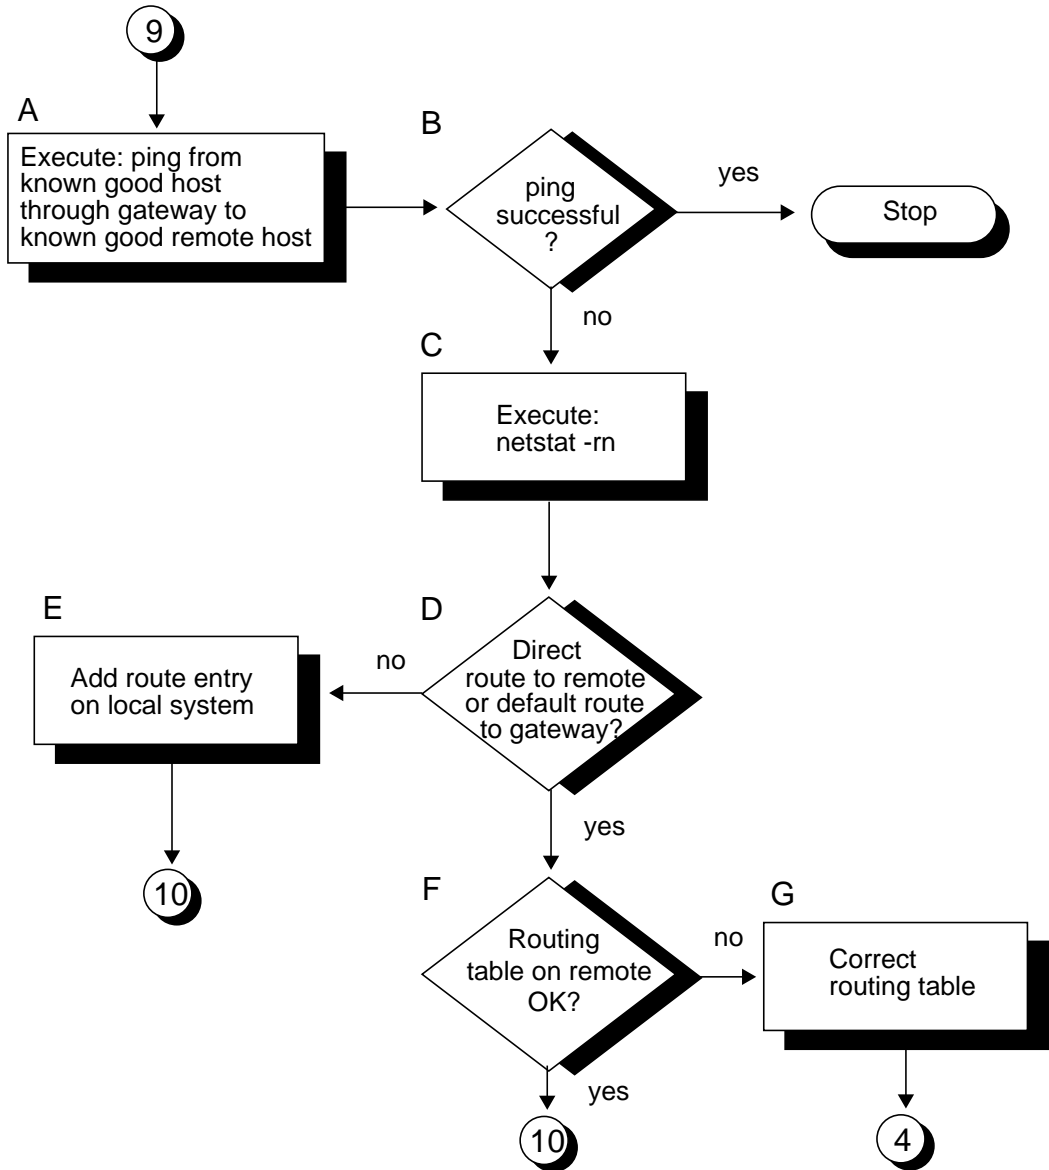 9
A
Execute: ping from
known good host
through gateway to
known good remote host
B
ping
successful
?
yes
Stop
no
C
Execute:
netstat -rn
D
Direct
route to remote
or default route
to gateway?
no
E
Add route entry
on local system
10
yes
F
Routing
table on remote
OK?
no
G
Correct
routing table
yes
10
4